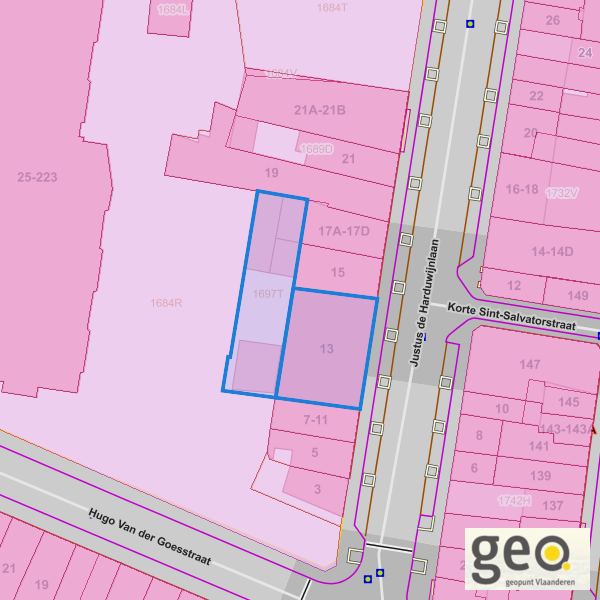 1684L
1684T
26
24
1684V
22
21A-21B
20
1689D
21
19
25-223
16-18
1732V
17A-17D
14-14D
15
12
149
1697T
1684R
Justus de Harduwijnlaan
Korte Sint-Salvatorstraat
13
147
145
10
7-11
143-143A
8
141
5
6
139
3
1742H
137
Hugo Van der Goesstraat
21
19
geo
geopunt Vlaanderen